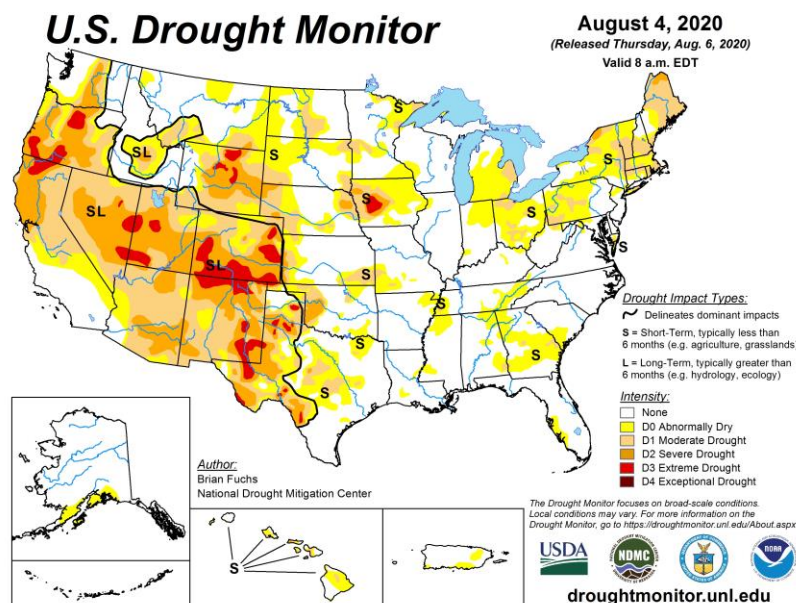 U.S. Drought Monitor
August 4, 2020
(Released Thursday, Aug. 6, 2020)
Valid 8 a.m. EDT
S
SL
S
S
S
SL
S
S
S
SL
S
S
S
S
S
Drought Impact Types:
Delineates dominant impacts
S = Short-Term, typically less than
6 months (e.g. agriculture, grasslands)
L = Long-Term, typically greater than
6 months (e.g. hydrology, ecology)
Intensity:
None
D0 Abnormally Dry
D1 Moderate Drought
D2 Severe Drought
D3 Extreme Drought
D4 Exceptional Drought
Author:
Brian Fuchs
National Drought Mitigation Center
S
The Drought Monitor focuses on broad-scale conditions.
Local conditions may vary. For more information on the
Drought Monitor, go to https://droughtmonitor.unl.edu/About.aspx
USDA
NDMC
NOAA
droughtmonitor.unl.edu